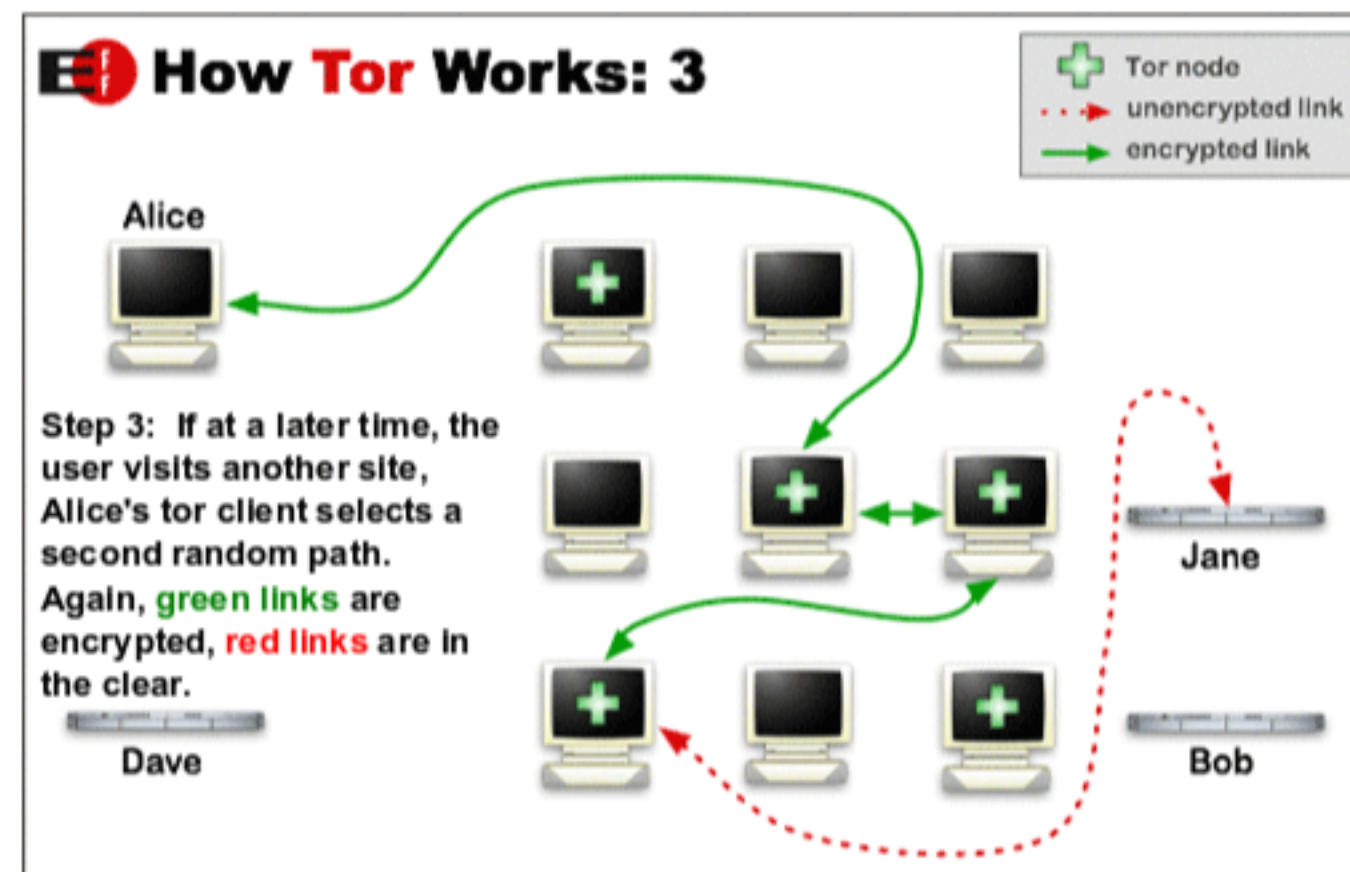 EFF How Tor Works: 3
Tor node
unencrypted link
encrypted link
Alice
Step 3: If at a later time, the
user visits another site,
Alice's tor client selects a
second random path.
Again, green links are
encrypted, red links are in
the clear.
Jane
Dave
Bob